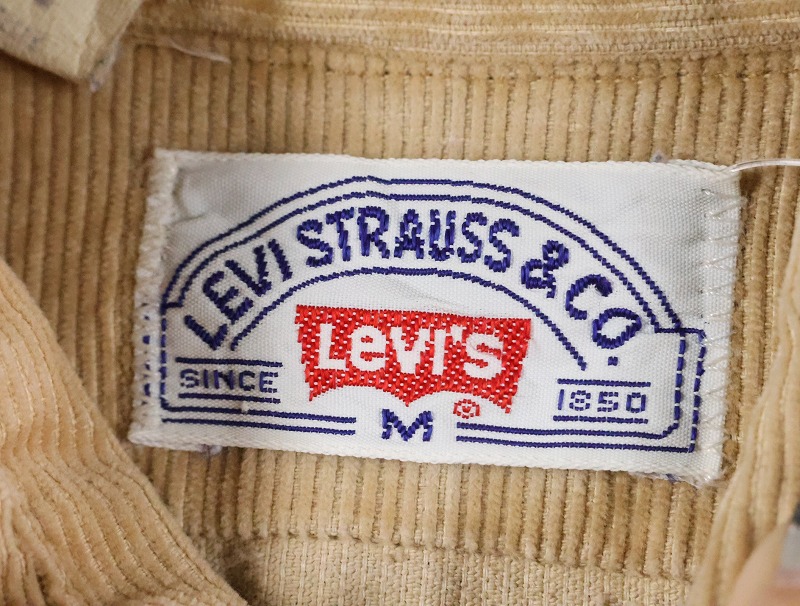 LEVI STRAUSS & CO.
Levi's
SINCE
1850
M